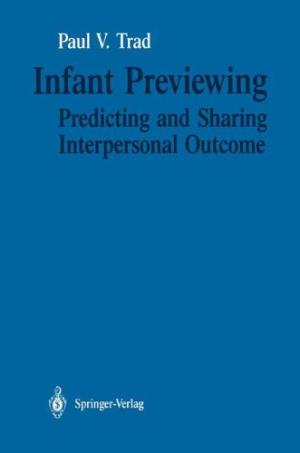 Paul V. Trad
Infant Previewing
Predicting and Sharing
Interpersonal Outcome
Springer-Verlag